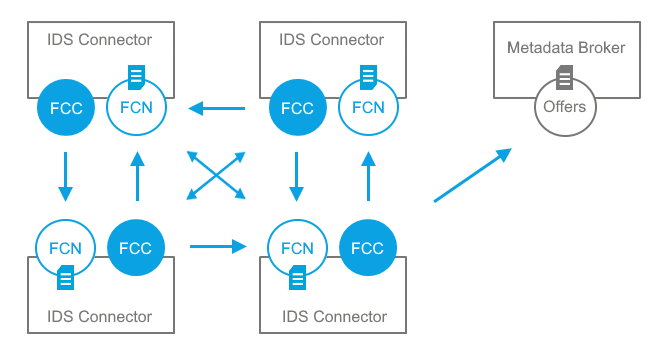 IDS Connector
FCC
FCN
IDS Connector
FCC
FCN
Metadata Broker
Offers
FCN
FCC
IDS Connector
FCN
FCC
IDS Connector